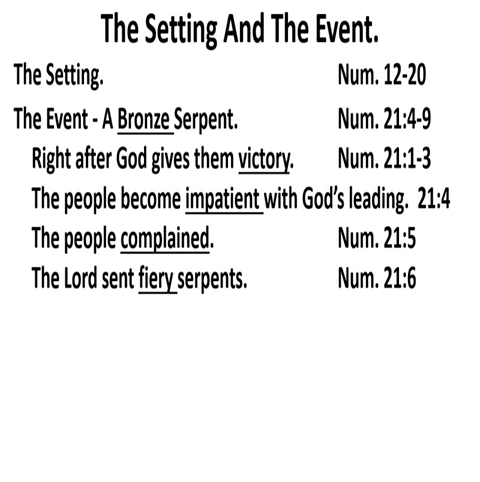 The Setting And The Event.
The Setting. Num. 12-20
The Event - A Bronze Serpent. Num. 21:4-9
Right after God gives them victory. Num. 21:1-3
The people become impatient with God's leading. 21:4
The people complained. Num. 21:5
The Lord sent fiery serpents. Num. 21:6